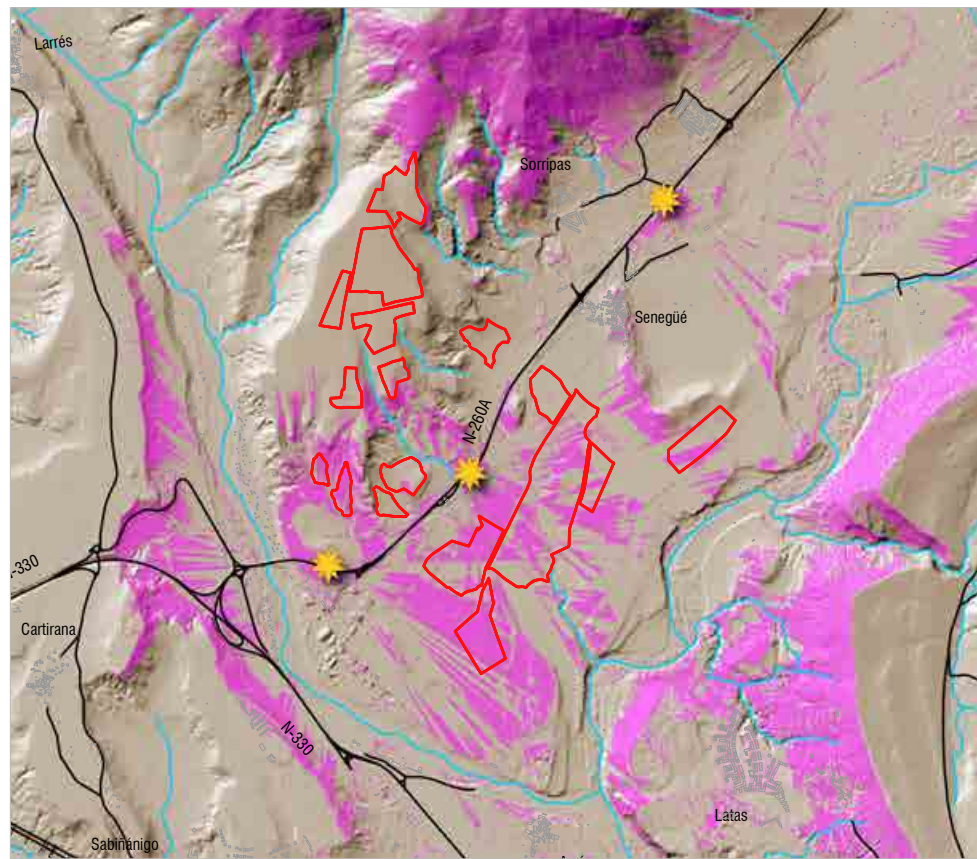 Larrés
Sorripas
Senegüé
N-260A
-330
Cartirana
N-330
Latas
Sabiñánigo